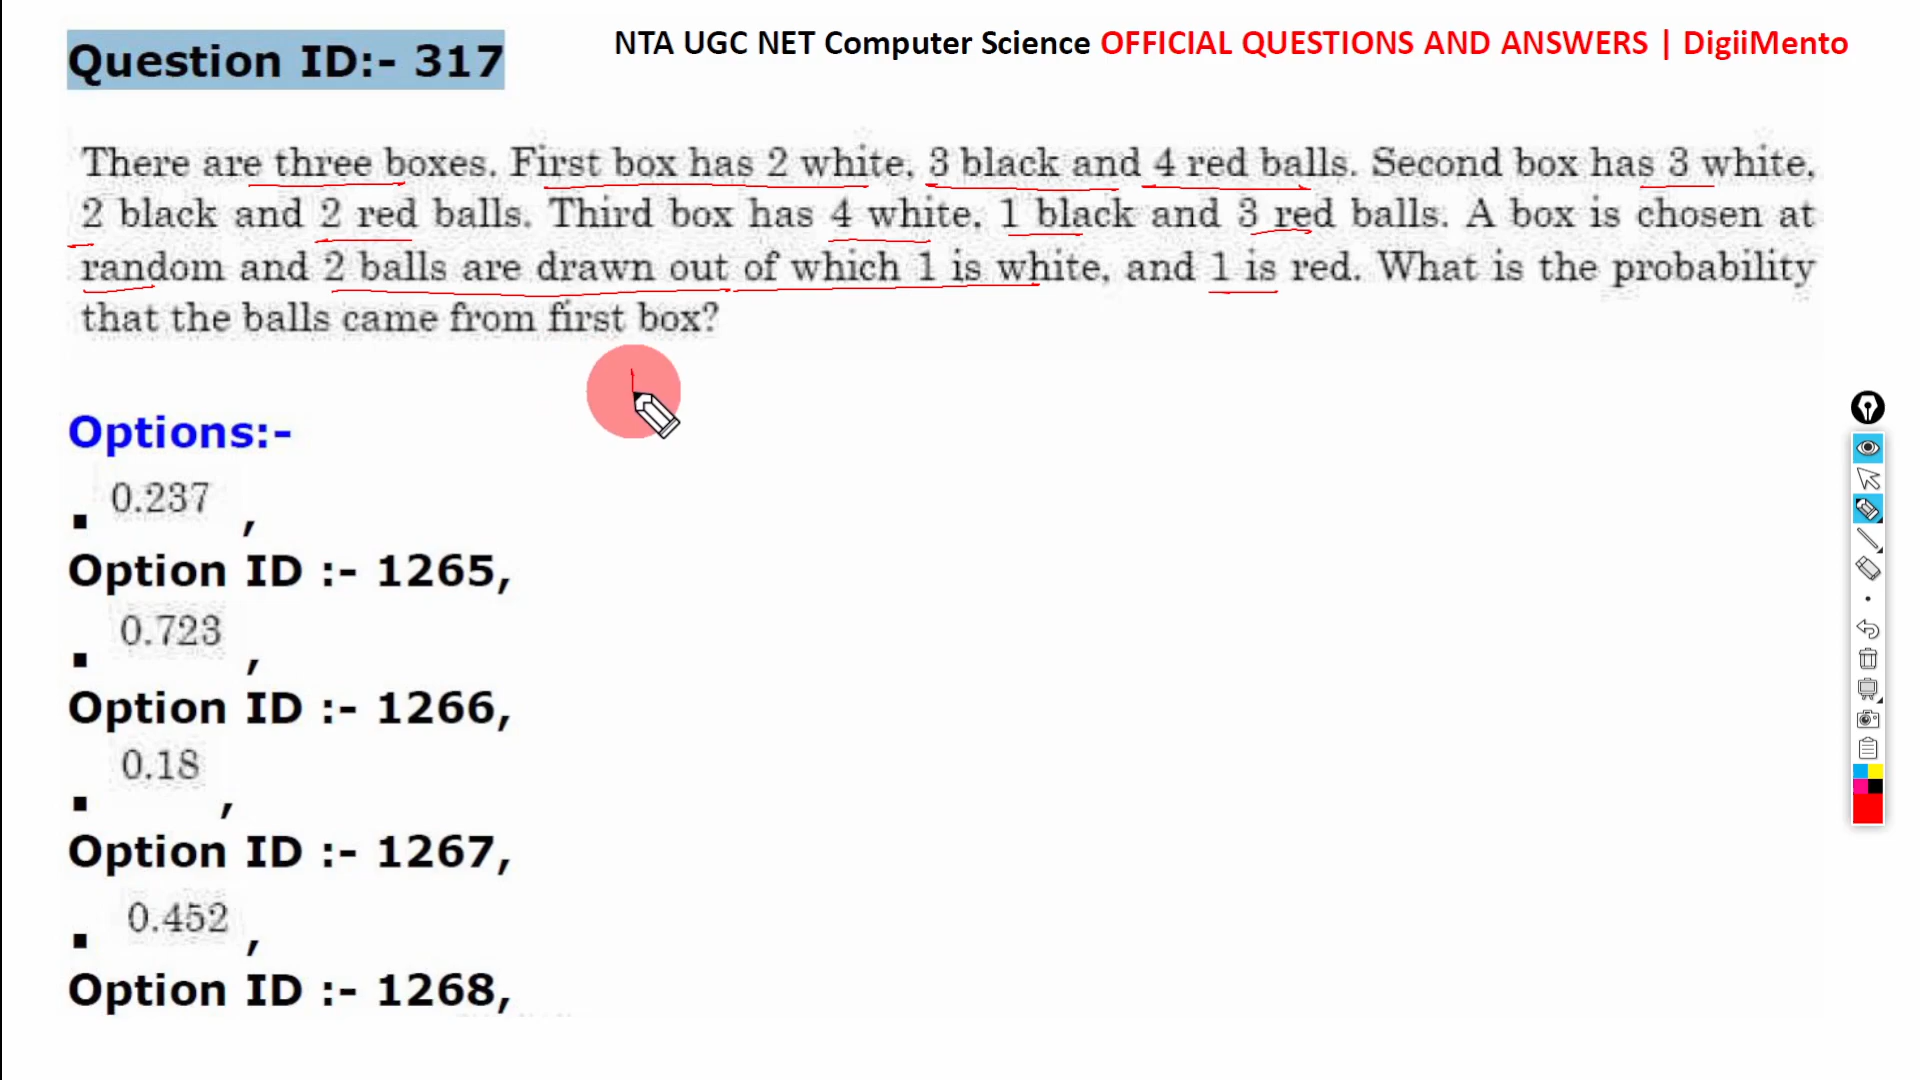 Question ID:- 317
NTA UGC NET Computer Science OFFICIAL QUESTIONS AND ANSWERS | DigiiMento
There are three boxes. First box has 2 white, 3 black and 4 red balls. Second box has 3 white,
2 black and 2 red balls. Third box has 4 white, 1 black and 3 red balls. A box is chosen at
random and 2 balls are drawn out of which 1 is white, and 1 is red. What is the probability
that the balls came from first box?
Options:-
0.237 ,
Option ID :- 1265,
0.723 ,
Option ID :- 1266,
0.18 ,
Option ID :- 1267,
0.452 ,
Option ID :- 1268,